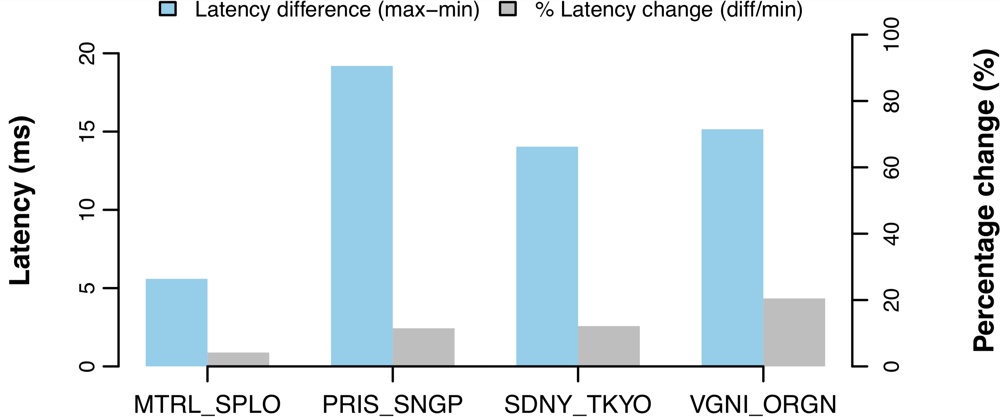 Latency difference (max−min) % Latency change (diff/min)
Latency (ms)
20
15
10
5
0
100
80
60
40
20
0
Percentage change (%)
MTRL_SPLO PRIS_SNGP SDNY_TKYO VGNI_ORGN